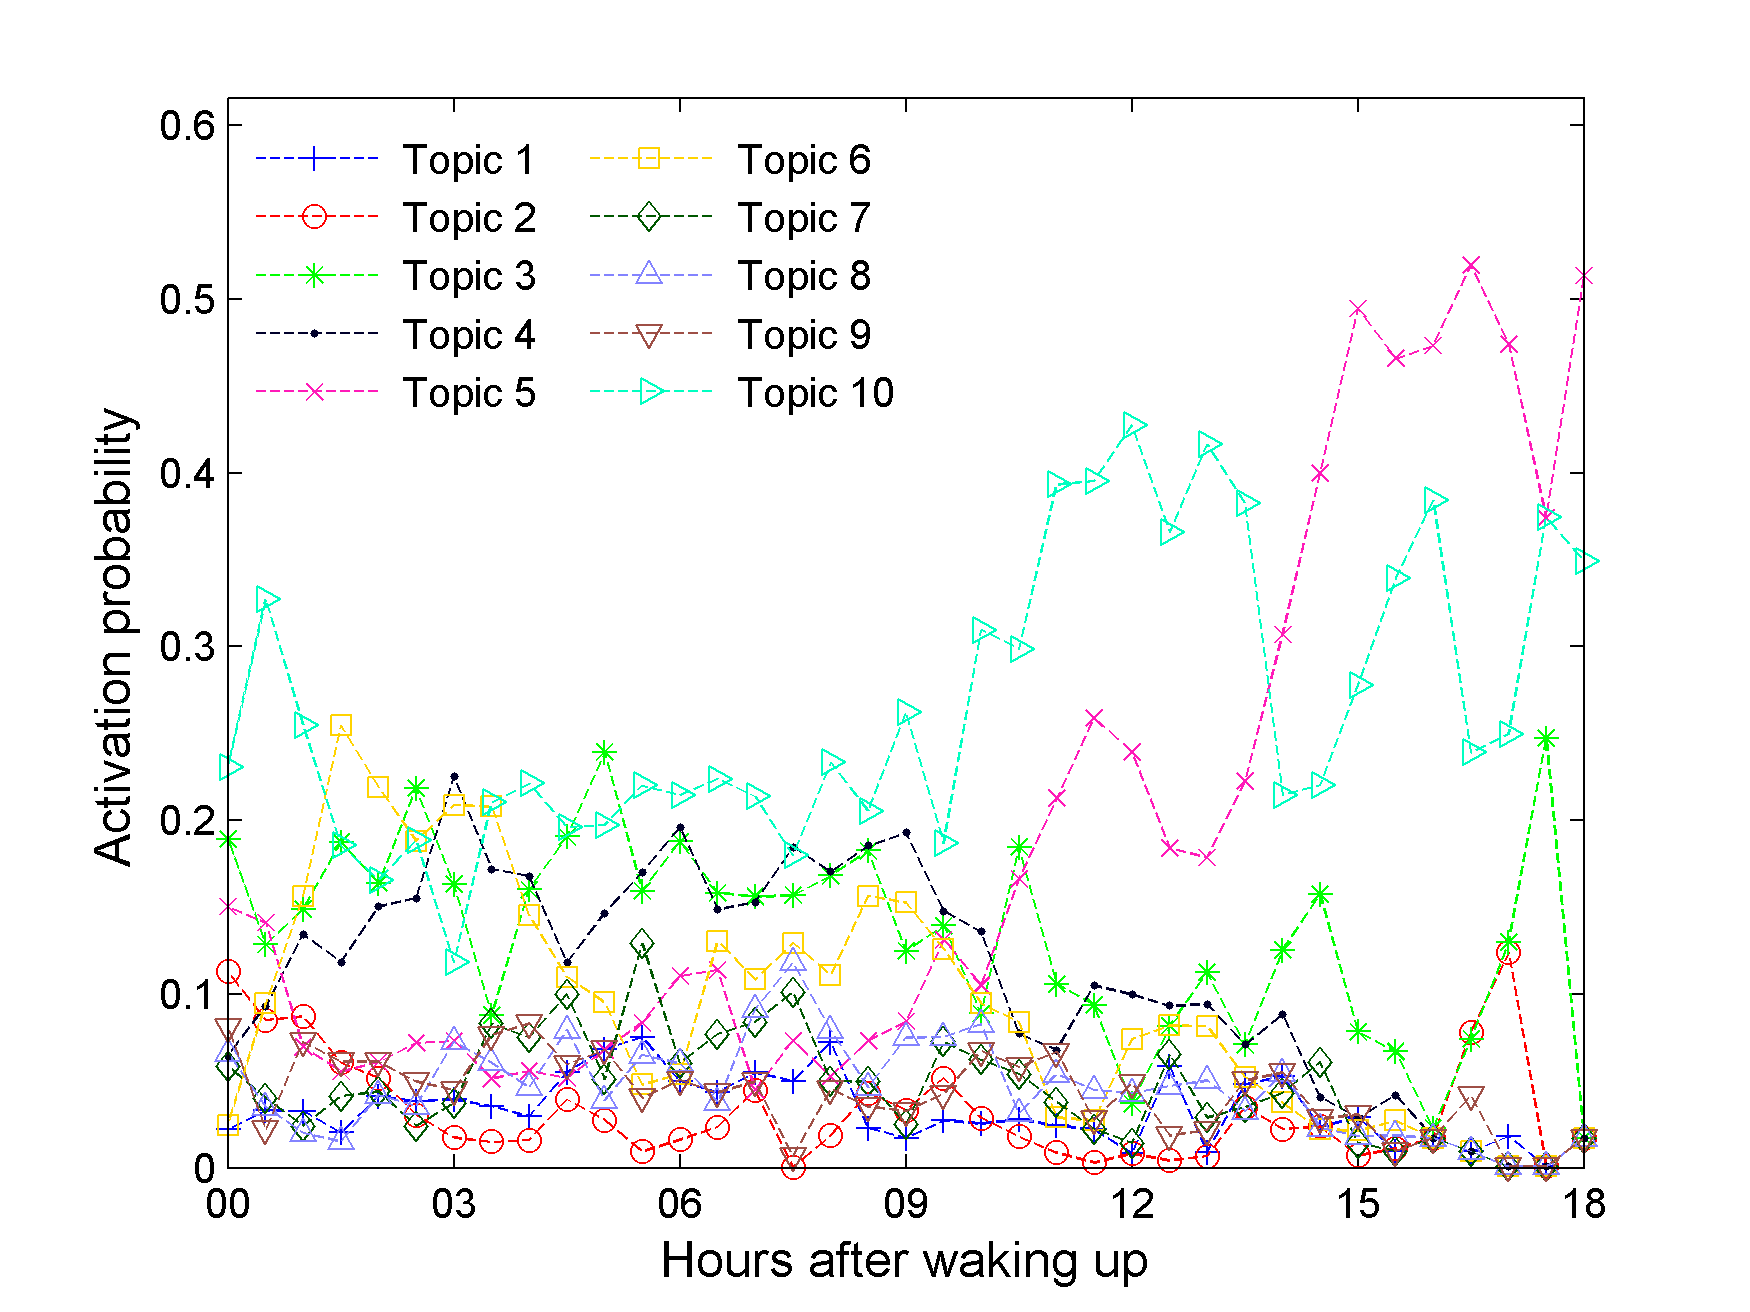 0.6
0.5
0.4
0.3
0.2
0.1
0
Activation probability
Topic 1
Topic 2
Topic 3
Topic 4
Topic 5
Topic 6
Topic 7
Topic 8
Topic 9
Topic 10
00 03 06 09 12 15 18
Hours after waking up